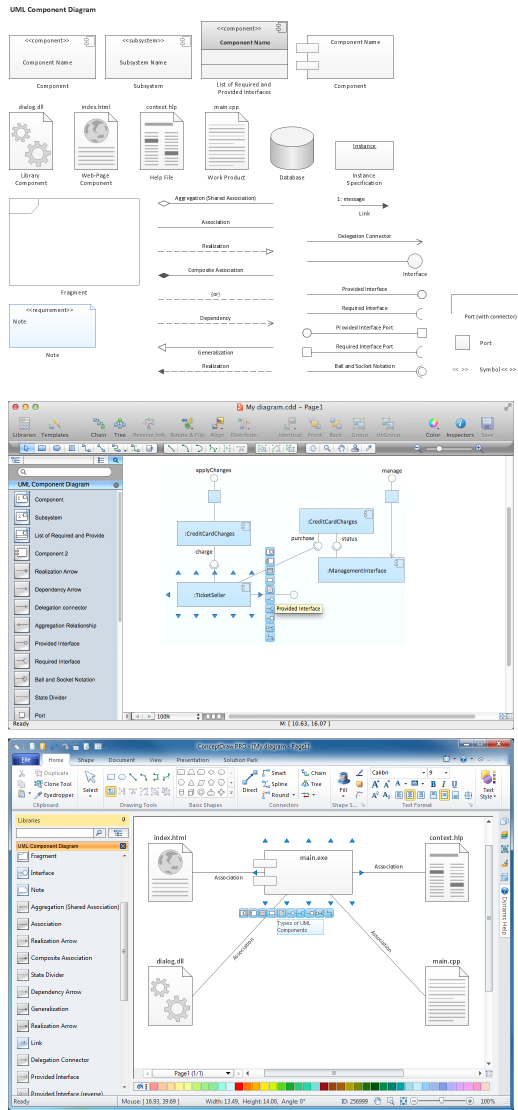 UML Component Diagram
<<component>>
Component Name
Component
<<subsystem>>
Subsystem Name
Subsystem
<<component>>
Component Name
List of Required and
Provided Interfaces
Component Name
Component
dialog.dll
Library
Component
index.html
Web-Page
Component
context.hlp
Help File
main.cpp
Work Product
Database
Instance
Instance
Specification
Fragment
<<requirement>>
Note
Note
Aggregation (Shared Association)
Association
Realization
Composite Association
{or}
Dependency
Generalization
Realization
1: message
Link
Delegation Connector
Interface
Provided Interface
Required Interface
Provided Interface Port
Required Interface Port
Ball and Socket Notation
Port (with connector)
Port
<< >>
Symbol << >>
My diagram.cdd - Page1
Libraries Templates Chain Tree Reverse link Rotate & Flip Align Distribute Identical Front Back Group UnGroup Color Inspectors Save
UML Component Diagram
Component
Subsystem
List of Required and Provide
Component 2
Realization Arrow
Dependency Arrow
Delegation connector
Aggregation Relationship
Provided Interface
Required Interface
Ball and Socket Notation
State Divider
Port
applyChanges
manage
:CreditCardCharges
:CreditCardCharges
purchase
status
charge
:ManagementInterface
:TicketSeller
Provided Interface
100%
Ready
M: [ 10.63, 16.07 ]
ConceptDraw PRO - [My diagram - Page1]
File Home Shape Document View Presentation Solution Park
Duplicate
Clone Tool
Eyedropper
Clipboard
Select
Drawing Tools
Basic Shapes
Direct
Smart
Spline
Round
Chain
Tree
Connectors
Fill
Shape S...
Calibri
9
Text Format
Text
Style
Libraries
UML Component Diagram
Fragment
Interface
Note
Aggregation (Shared Association)
Association
Realization Arrow
Composite Association
State Divider
Dependency Arrow
Generalization
Realization Arrow
Link
Delegation Connector
Provided Interface
Provided Interface (inverse)
index.html
main.exe
context.hlp
Association
Association
Types of UML
Components
Association
Association
dialog.dll
main.cpp
Dynamic Help
Page1 (1/1)
Ready
Mouse: [ 16.93, 39.69 ]
Width: 13.49, Height: 14.00, Angle: 0°
ID: 256999
100%